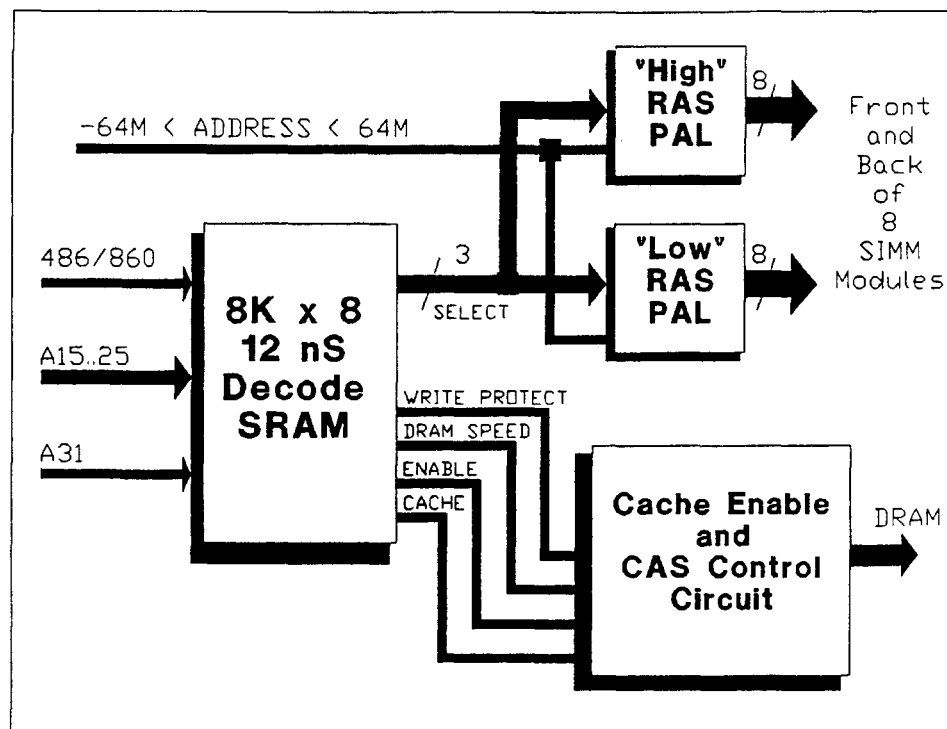 -64M < ADDRESS < 64M
"High"
RAS
PAL
8
Front
and
Back
of
8
SIMM
Modules
486/860
A15..25
A31
8K x 8
12 nS
Decode
SRAM
3
SELECT
"Low"
RAS
PAL
8
WRITE PROTECT
DRAM SPEED
ENABLE
CACHE
Cache Enable
and
CAS Control
Circuit
DRAM